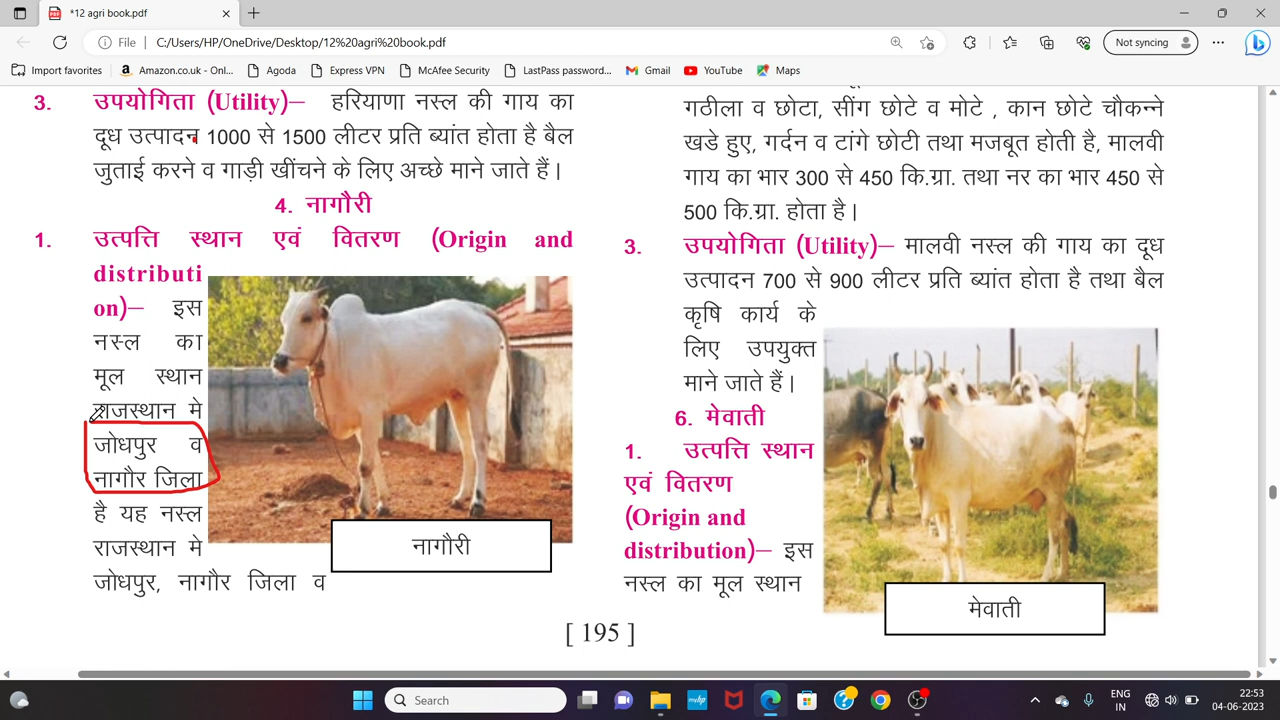 *12 agri book.pdf
File
C:/Users/HP/OneDrive/Desktop/12%20agri%20book.pdf
Not syncing
Import favorites
Amazon.co.uk - Onl...
Agoda
Express VPN
McAfee Security
LastPass password...
Gmail
YouTube
Maps
3. उपयोगिता (Utility)– हरियाणा नस्ल की गाय का
दूध उत्पादन 1000 से 1500 लीटर प्रति ब्यांत होता है बैल
जुताई करने व गाड़ी खींचने के लिए अच्छे माने जाते हैं।
4. नागौरी
1. उत्पत्ति स्थान एवं वितरण (Origin and
distributi
on)– इस
नस्ल का
मूल स्थान
राजस्थान मे
जोधपुर व
नागौर जिला
है यह नस्ल
राजस्थान मे
जोधपुर, नागौर जिला व
नागौरी
गठीला व छोटा, सींग छोटे व मोटे , कान छोटे चौकन्ने
खडे हुए, गर्दन व टांगे छोटी तथा मजबूत होती है, मालवी
गाय का भार 300 से 450 कि.ग्रा. तथा नर का भार 450 से
500 कि.ग्रा. होता है।
3. उपयोगिता (Utility)– मालवी नस्ल की गाय का दूध
उत्पादन 700 से 900 लीटर प्रति ब्यांत होता है तथा बैल
कृषि कार्य के
लिए उपयुक्त
माने जाते हैं।
6. मेवाती
1. उत्पत्ति स्थान
एवं वितरण
(Origin and
distribution)– इस
नस्ल का मूल स्थान
मेवाती
[ 195 ]
Search
ENG
IN
22:53
04-06-2023